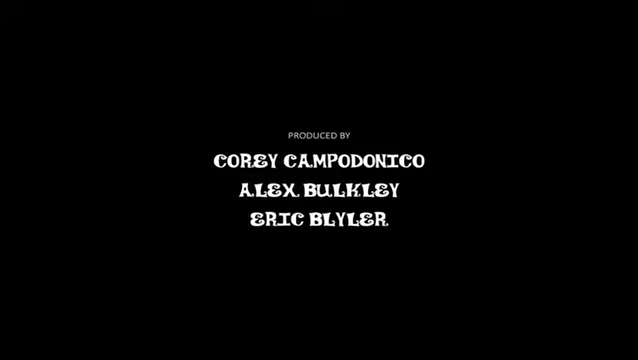 PRODUCED BY
COREY CAMPODONICO
ALEX BULKLEY
ERIC BLYLER